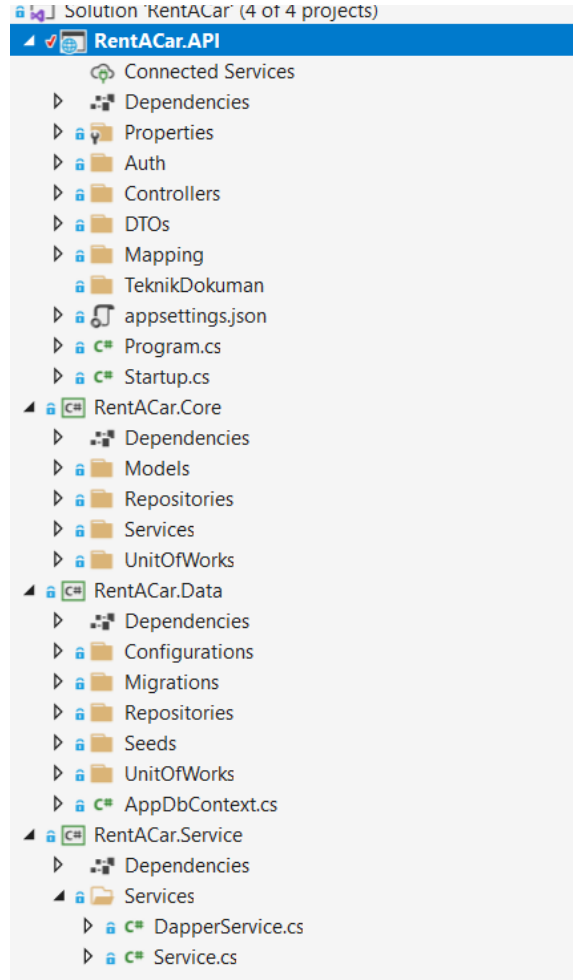 Solution 'RentACar' (4 of 4 projects)
RentACar.API
Connected Services
Dependencies
Properties
Auth
Controllers
DTOs
Mapping
TeknikDokuman
appsettings.json
C# Program.cs
C# Startup.cs
C# RentACar.Core
Dependencies
Models
Repositories
Services
UnitOfWorks
C# RentACar.Data
Dependencies
Configurations
Migrations
Repositories
Seeds
UnitOfWorks
C# AppDbContext.cs
C# RentACar.Service
Dependencies
Services
C# DapperService.cs
C# Service.cs